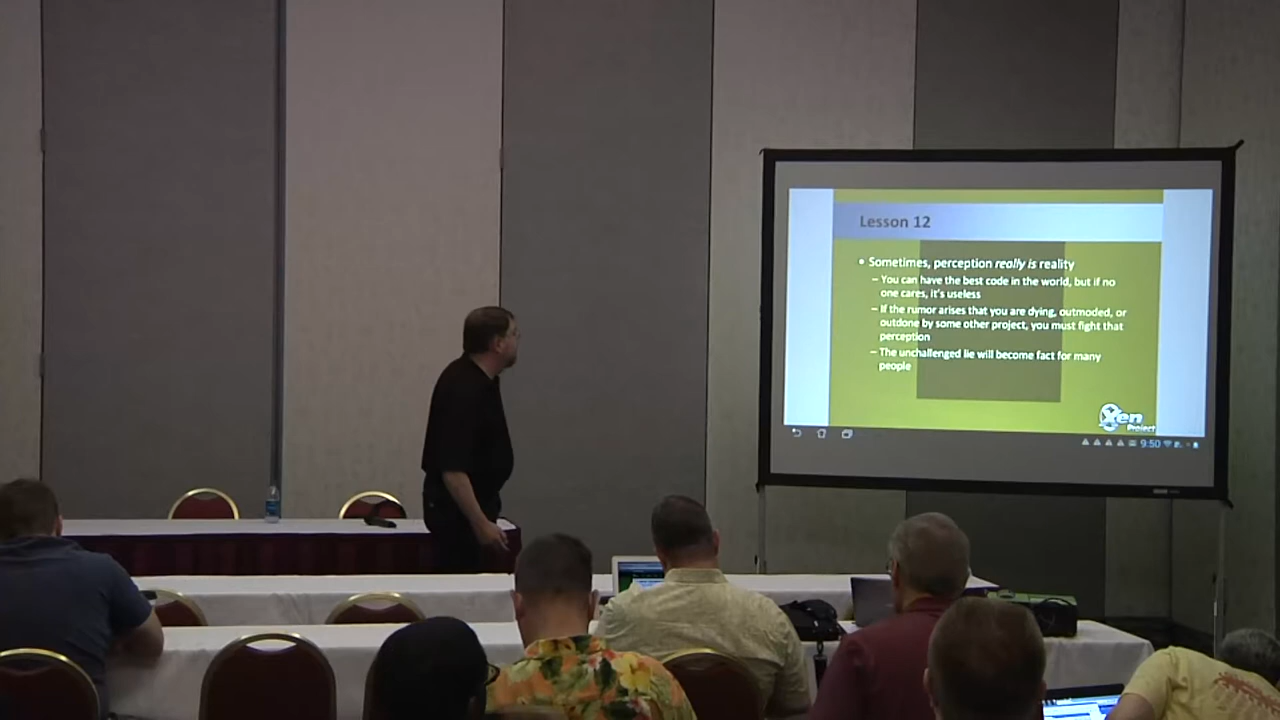 Lesson 12
• Sometimes, perception really is reality
– You can have the best code in the world, but if no
one cares, it's useless
– If the rumor arises that you are dying, outmoded, or
outdone by some other project, you must fight that
perception
– The unchallenged lie will become fact for many
people
Xen
Project
9:50